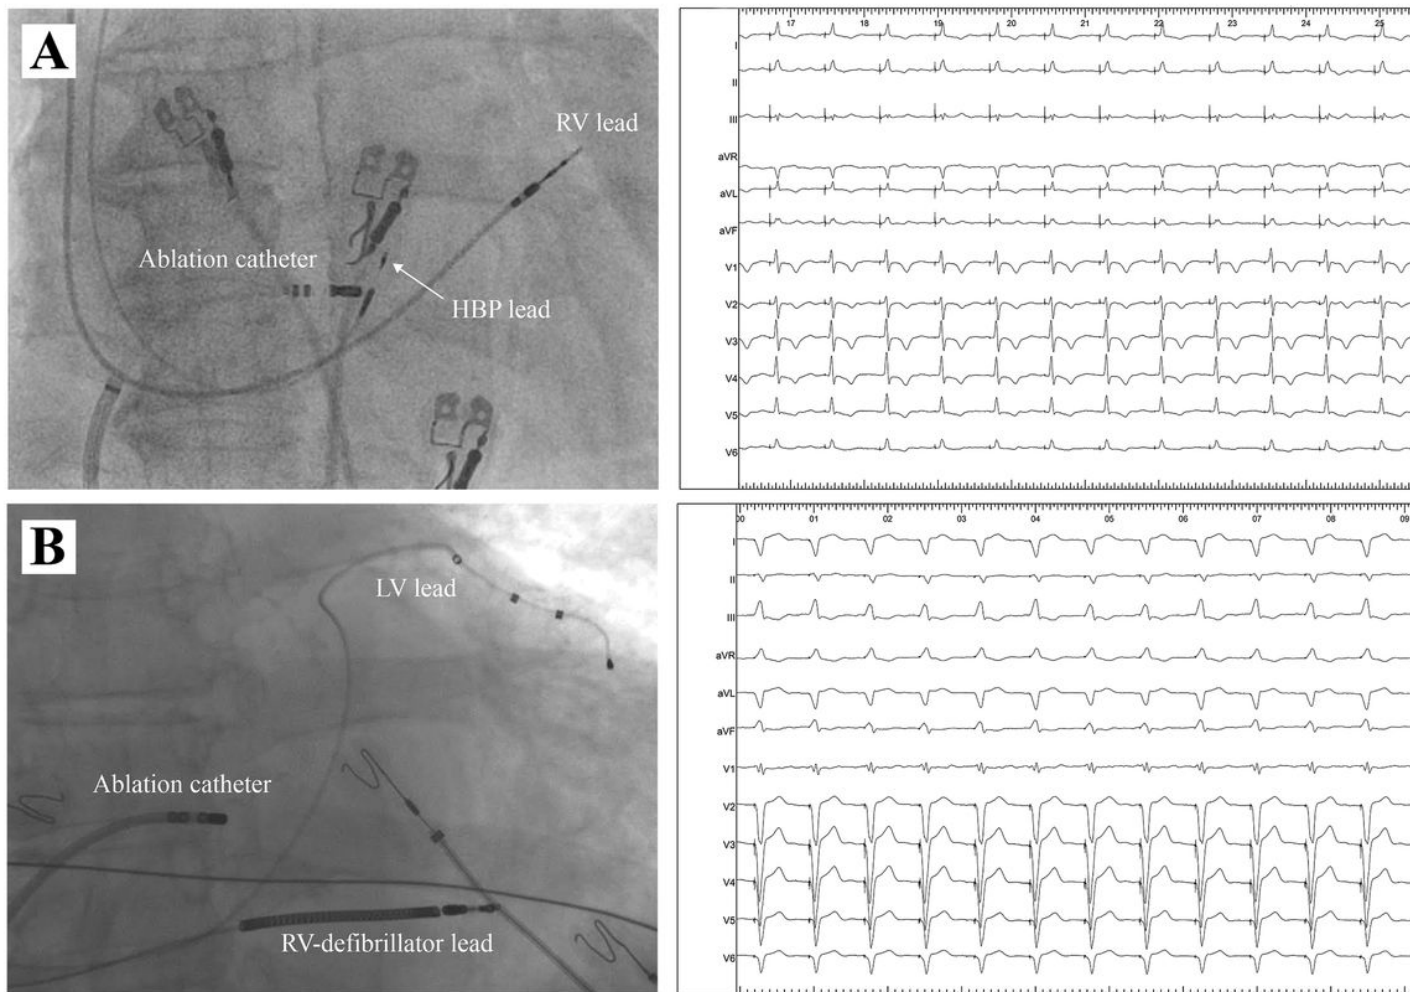 A
RV lead
Ablation catheter
HBP lead
17 18 19 20 21 22 23 24 25
I
II
III
aVR
aVL
aVF
V1
V2
V3
V4
V5
V6
B
LV lead
Ablation catheter
RV-defibrillator lead
00 01 02 03 04 05 06 07 08 09
I
II
III
aVR
aVL
aVF
V1
V2
V3
V4
V5
V6